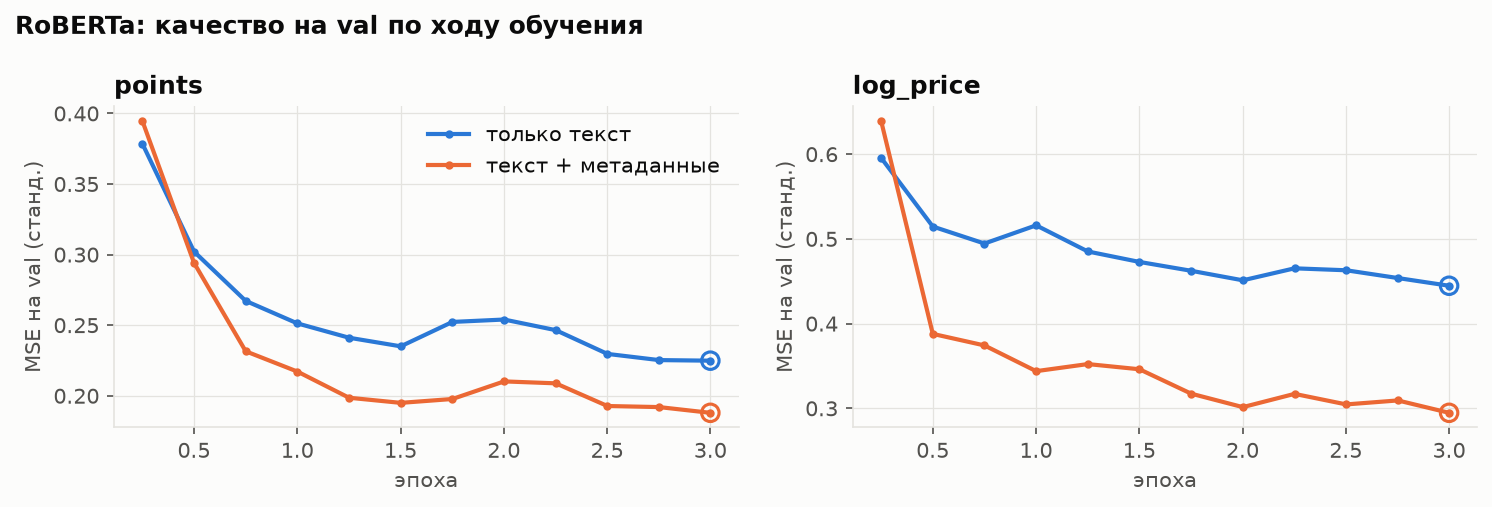 RoBERTa: качество на val по ходу обучения
points
MSE на val (станд.)
0.40
0.35
0.30
0.25
0.20
только текст
текст + метаданные
0.5 1.0 1.5 2.0 2.5 3.0
эпоха
log_price
MSE на val (станд.)
0.6
0.5
0.4
0.3
0.5 1.0 1.5 2.0 2.5 3.0
эпоха